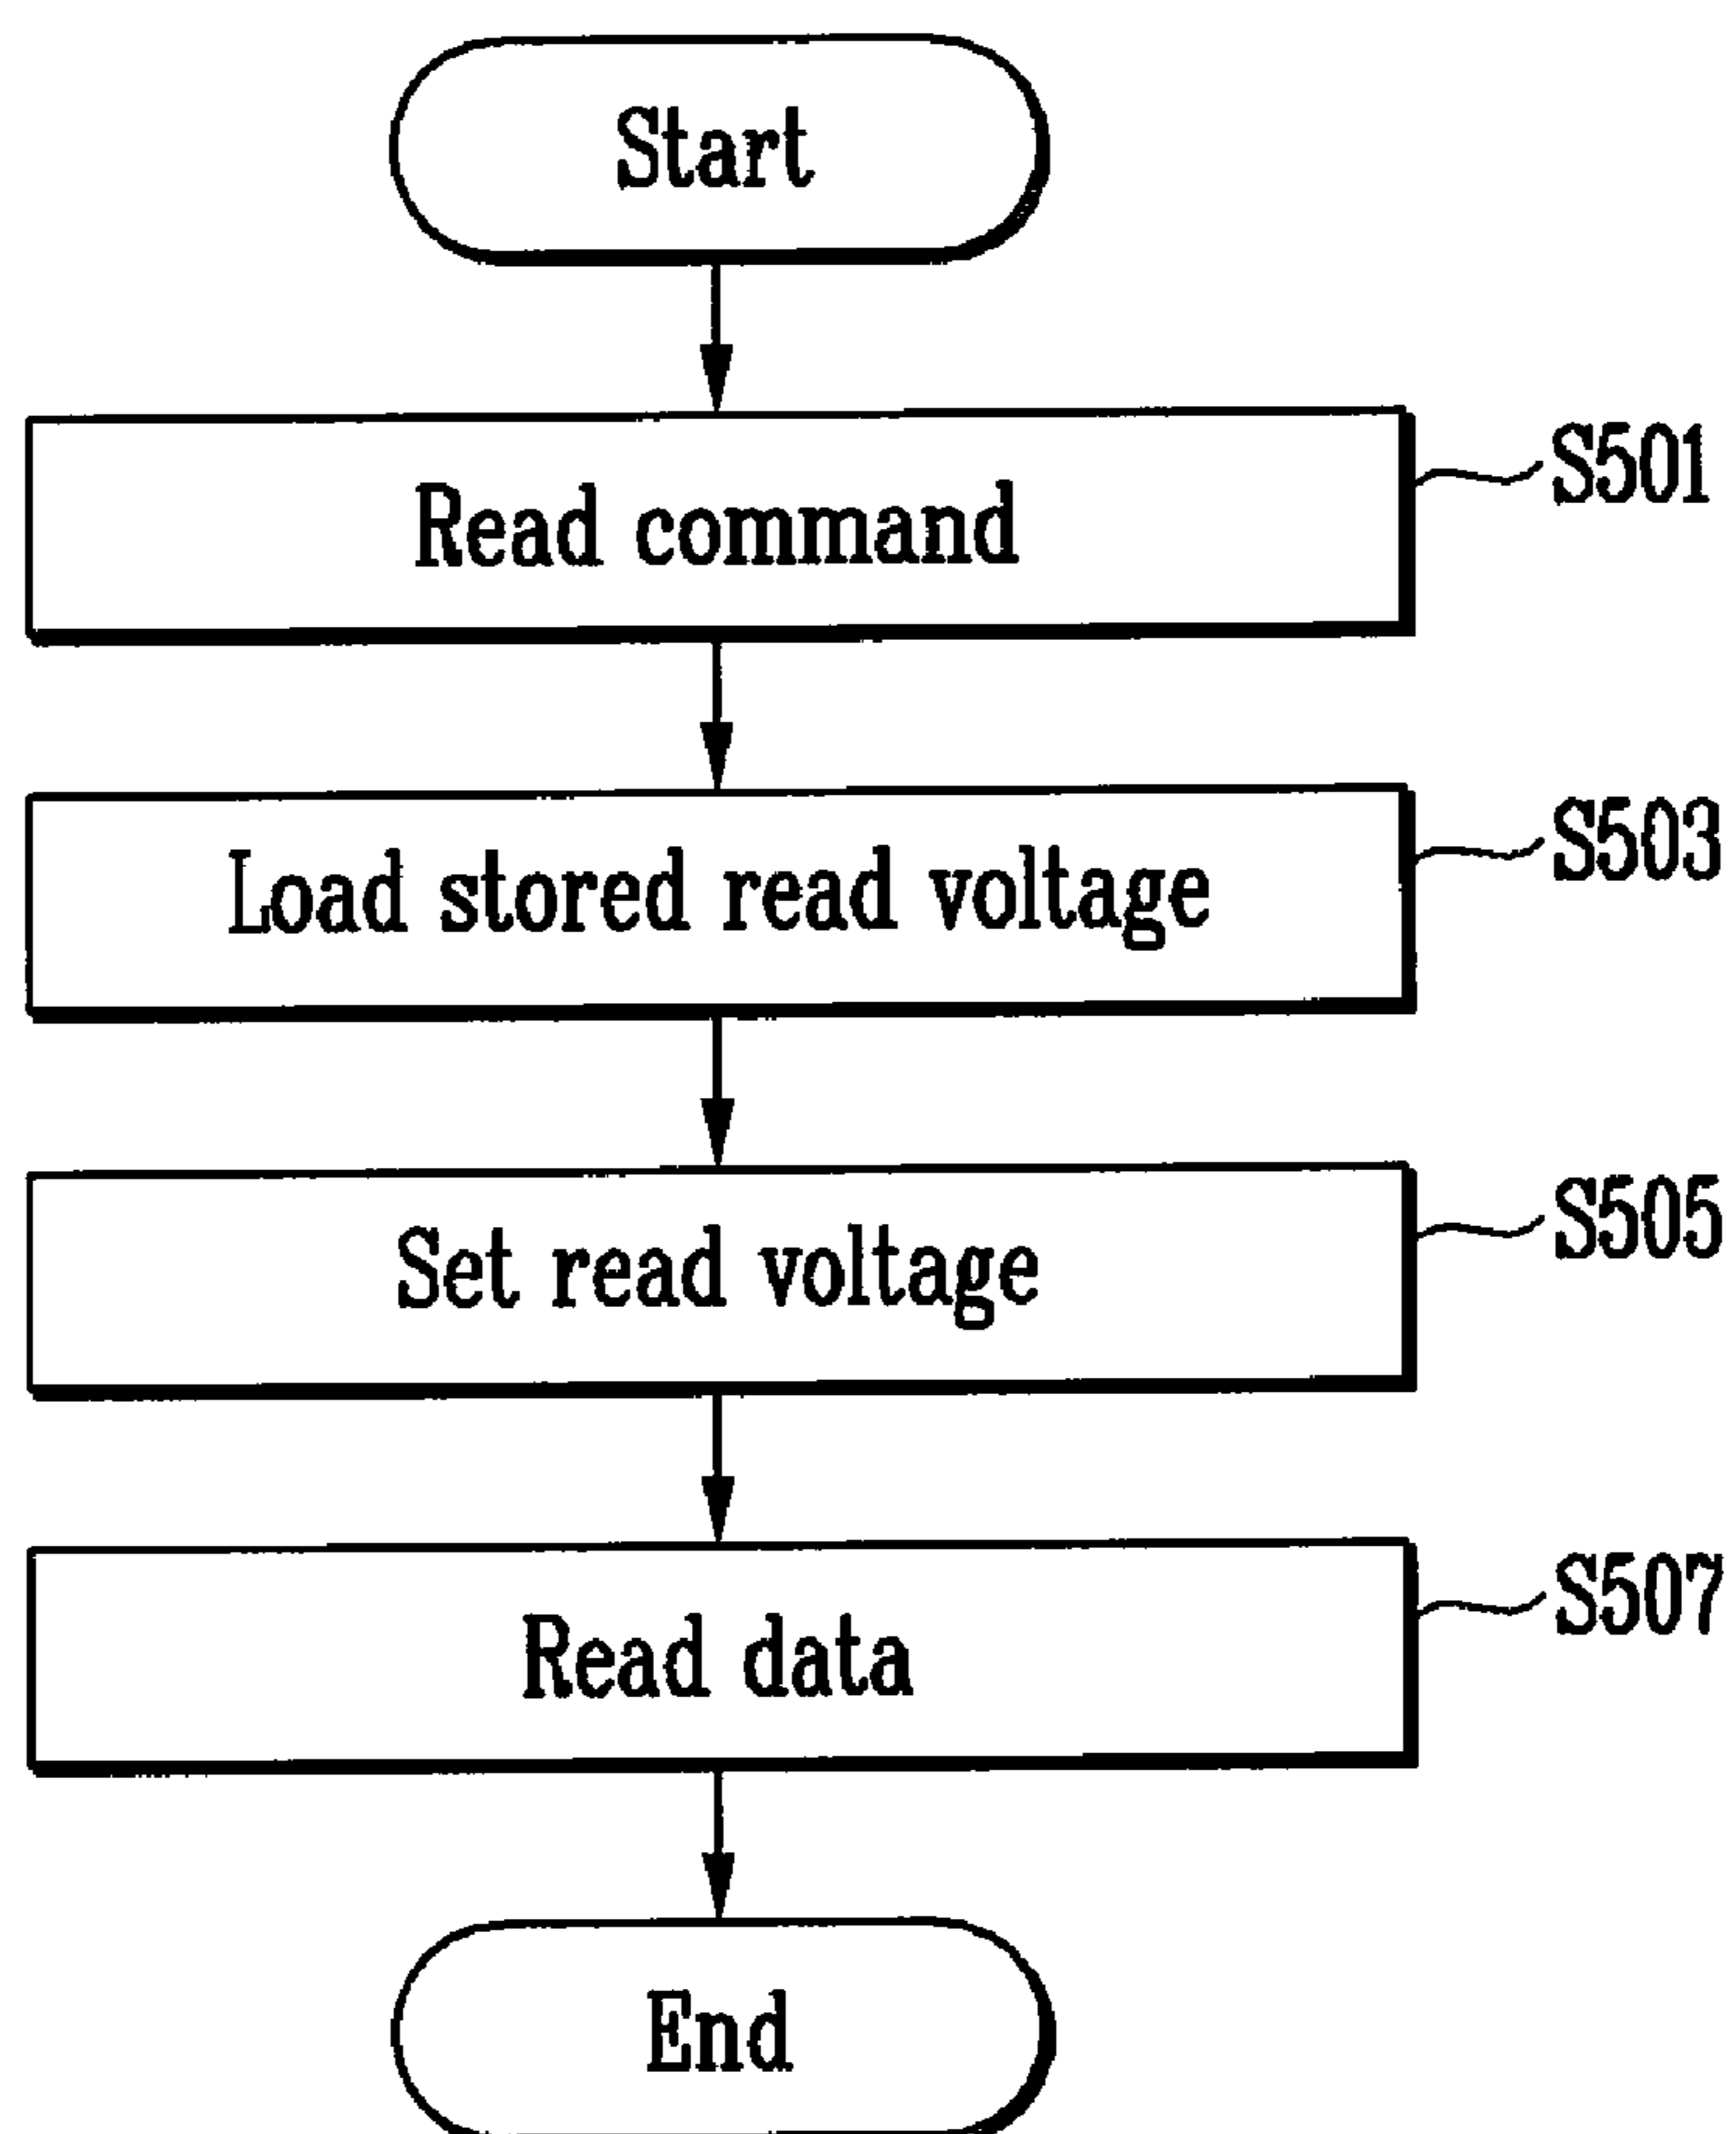 Start
Read command
S501
Load stored read voltage
S503
Set read voltage
S505
Read data
S507
End